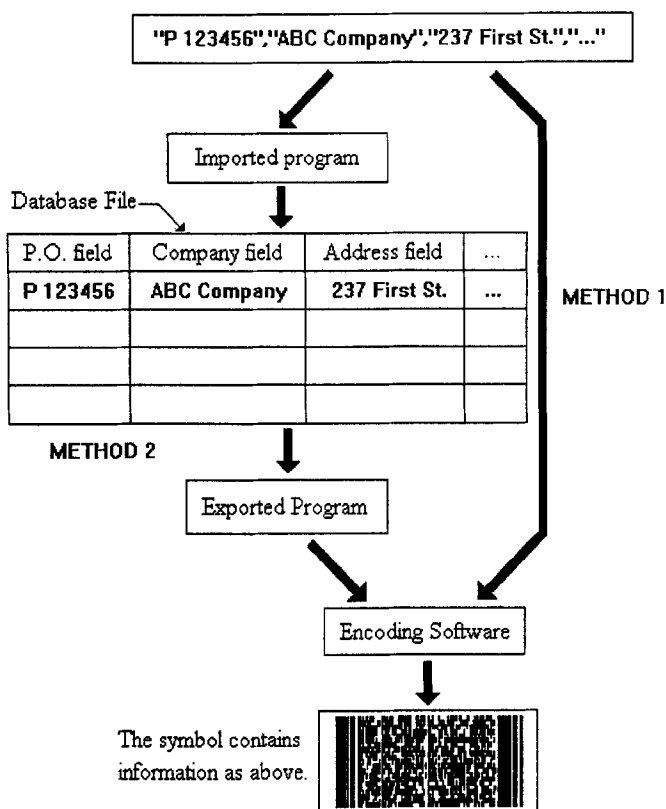 "P 123456","ABC Company","237 First St.","..."
Imported program
Database File
P.O. field Company field Address field ...
P 123456 ABC Company 237 First St. ...
METHOD 1
METHOD 2
Exported Program
Encoding Software
The symbol contains
information as above.